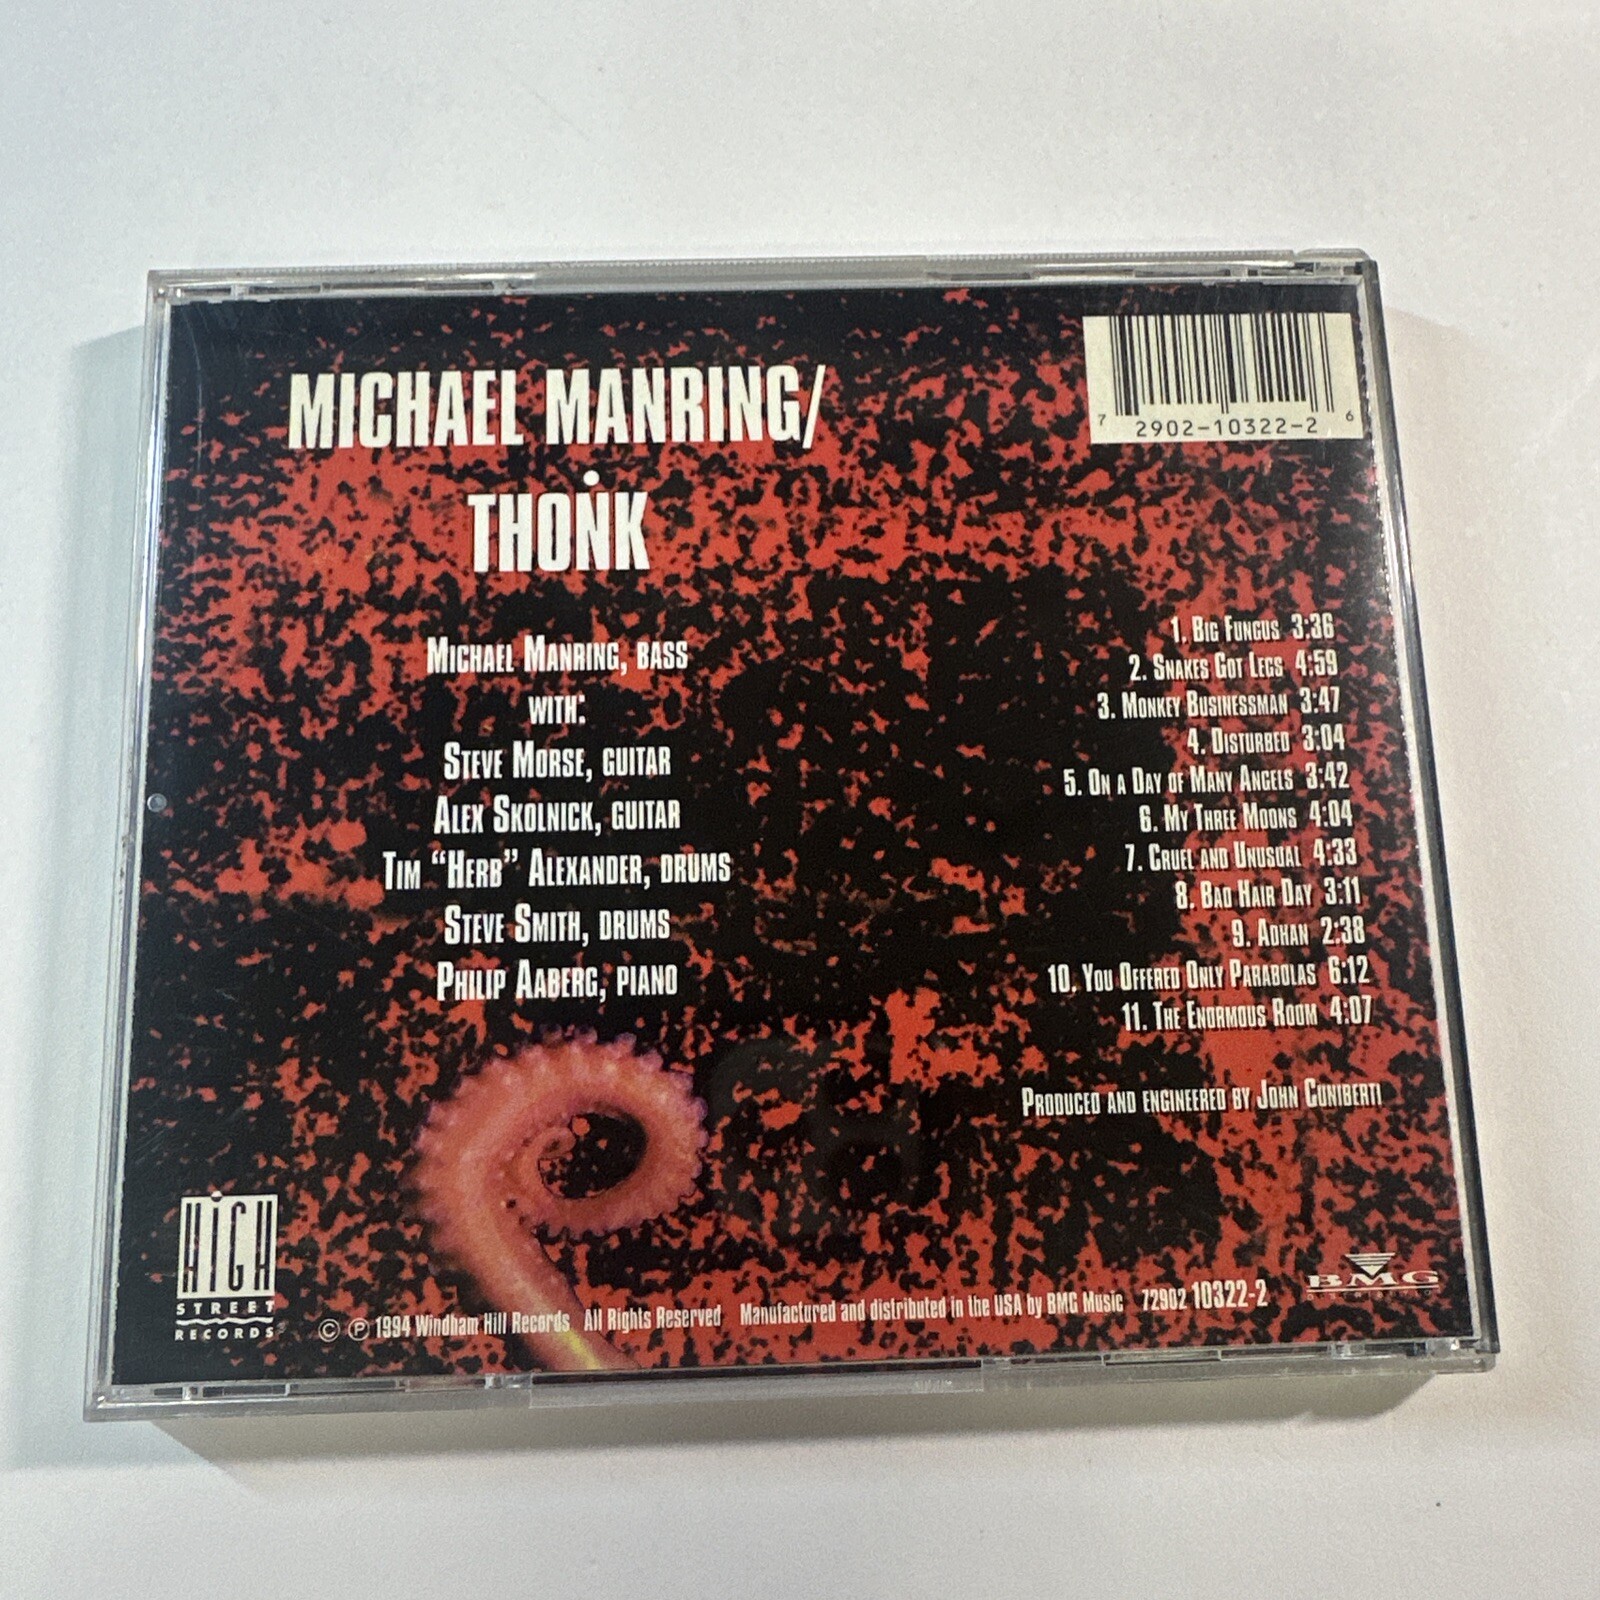 MICHAEL MANRING/
THONK
7 2902-10322-2 6
MICHAEL MANRING, BASS
WITH:
STEVE MORSE, GUITAR
ALEX SKOLNICK, GUITAR
TIM "HERB" ALEXANDER, DRUMS
STEVE SMITH, DRUMS
PHILIP AABERG, PIANO
1. BIG FUNGUS 3:36
2. SNAKES GOT LEGS 4:59
3. MONKEY BUSINESSMAN 3:47
4. DISTURBED 3:04
5. ON A DAY OF MANY ANGELS 3:42
6. MY THREE MOONS 4:04
7. CRUEL AND UNUSUAL 4:33
8. BAD HAIR DAY 3:11
9. ADHAN 2:38
10. YOU OFFERED ONLY PARABOLAS 6:12
11. THE ENORMOUS ROOM 4:07
PRODUCED AND ENGINEERED BY JOHN CUNIBERTI
HiGH
STREET
RECORDS
© ℗ 1994 Windham Hill Records All Rights Reserved Manufactured and distributed in the USA by BMG Music 72902 10322-2
BMG